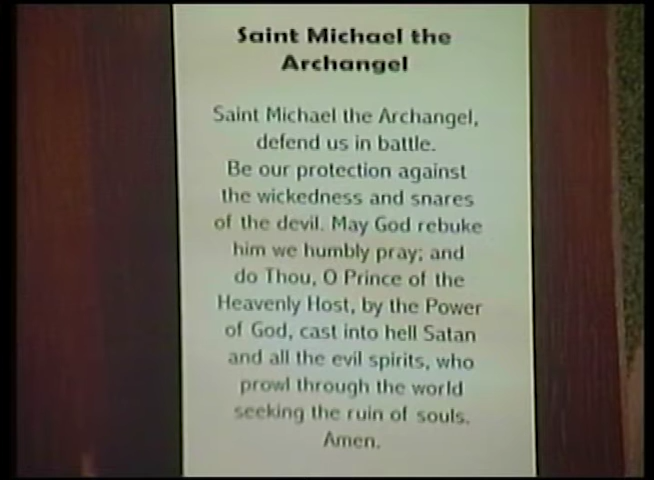 Saint Michael the
Archangel
Saint Michael the Archangel,
defend us in battle.
Be our protection against
the wickedness and snares
of the devil. May God rebuke
him we humbly pray; and
do Thou, O Prince of the
Heavenly Host, by the Power
of God, cast into hell Satan
and all the evil spirits, who
prowl through the world
seeking the ruin of souls.
Amen.